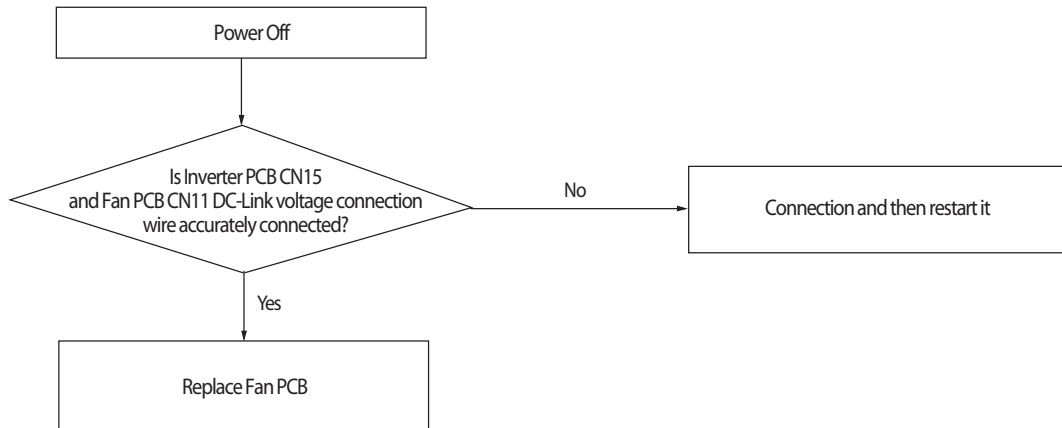 Power Off
Is Inverter PCB CN15
and Fan PCB CN11 DC-Link voltage connection
wire accurately connected?
No
Connection and then restart it
Yes
Replace Fan PCB